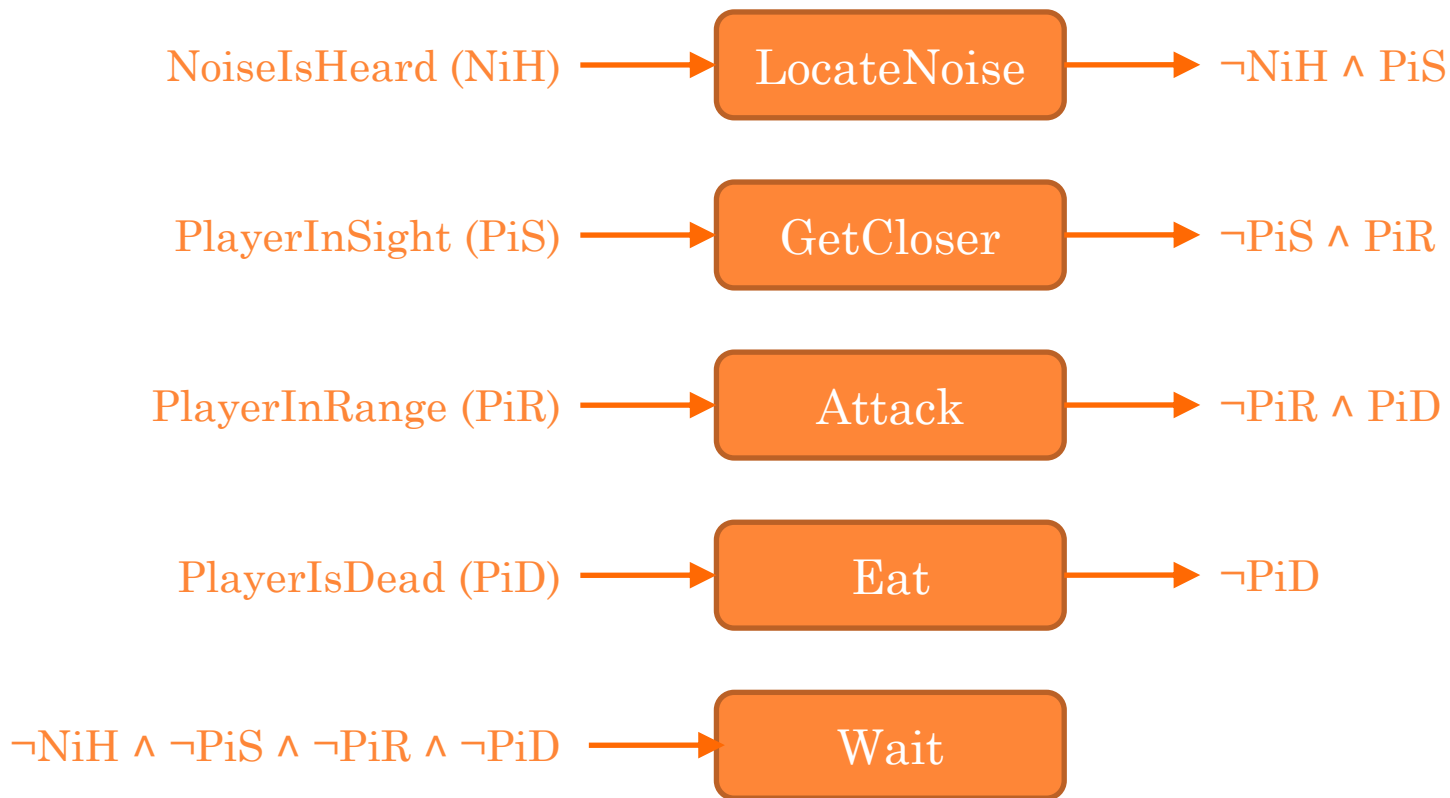 NoiseIsHeard (NiH) LocateNoise ¬NiH ∧ PiS
PlayerInSight (PiS) GetCloser ¬PiS ∧ PiR
PlayerInRange (PiR) Attack ¬PiR ∧ PiD
PlayerIsDead (PiD) Eat ¬PiD
¬NiH ∧ ¬PiS ∧ ¬PiR ∧ ¬PiD Wait